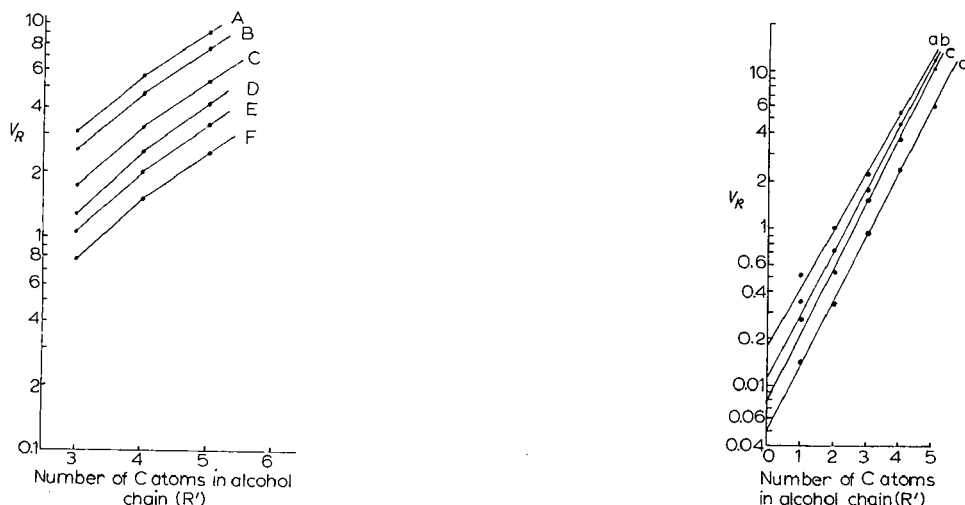 10
8
6
4
2
1
8
6
4
2
0.1
V_R
A
B
C
D
E
F
3 4 5 6
Number of C atoms in alcohol
chain (R')
10
6
4
2
1
0.6
0.4
0.2
0.01
0.06
0.04
V_R
ab
c
d
0 1 2 3 4 5
Number of C atoms
in alcohol chain(R')